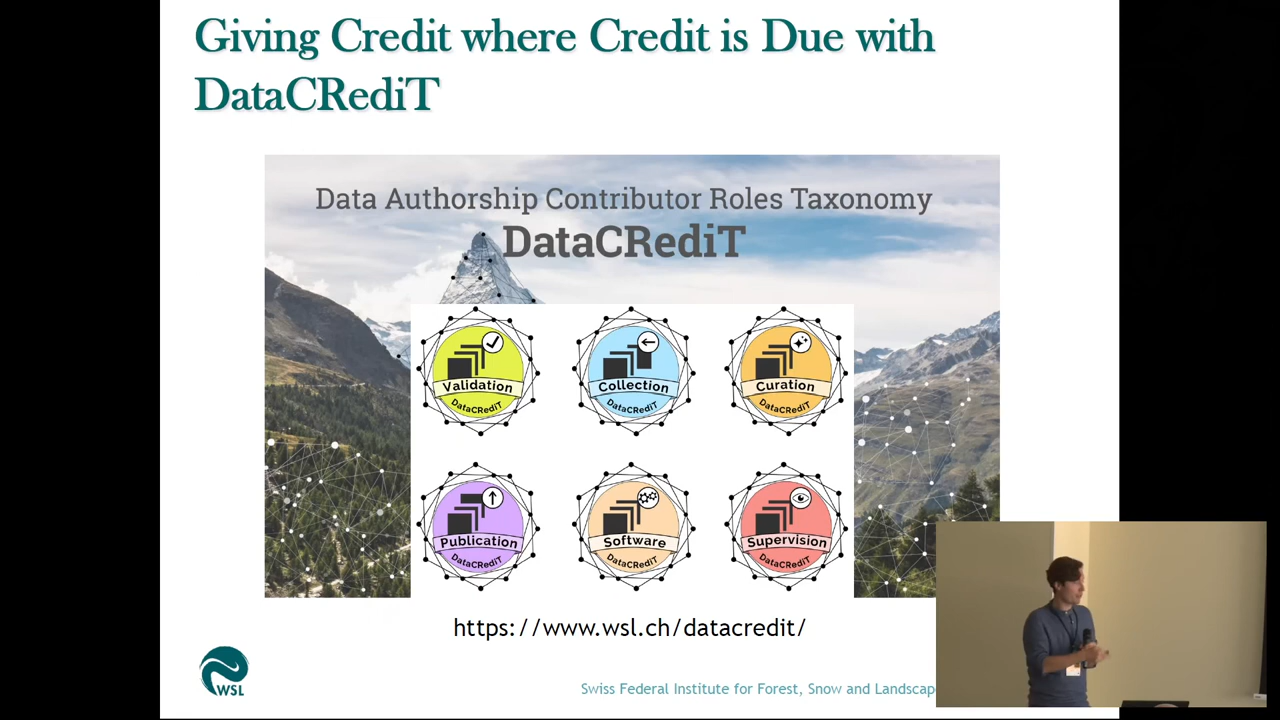 Giving Credit where Credit is Due with
DataCRediT
Data Authorship Contributor Roles Taxonomy
DataCRediT
Validation
DataCRediT
Collection
DataCRediT
Curation
DataCRediT
Publication
DataCRediT
Software
DataCRediT
Supervision
DataCRediT
https://www.wsl.ch/datacredit/
WSL
Swiss Federal Institute for Forest, Snow and Landscap